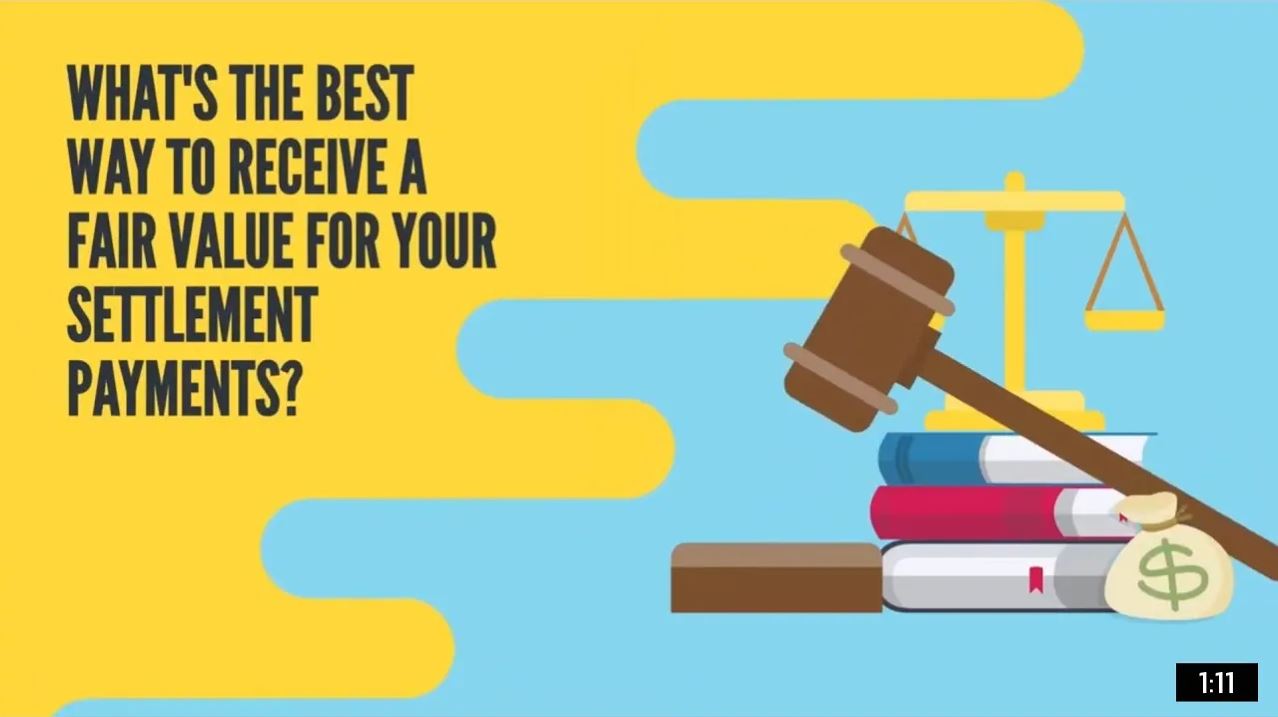 WHAT'S THE BEST
WAY TO RECEIVE A
FAIR VALUE FOR YOUR
SETTLEMENT
PAYMENTS?
$
1:11